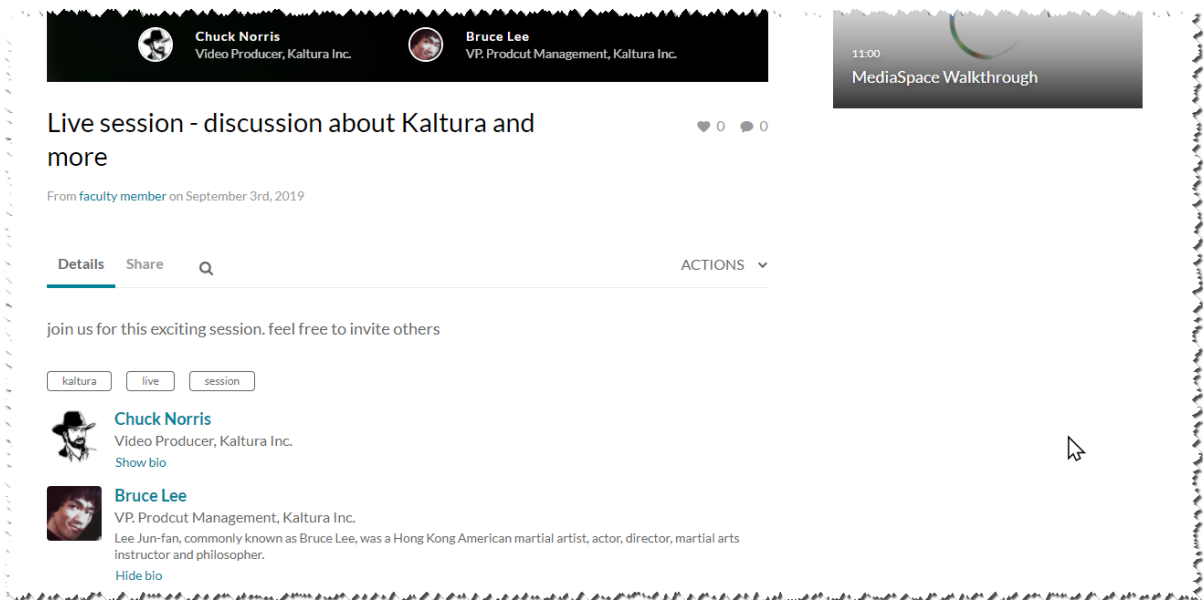 Chuck Norris
Video Producer, Kaltura Inc.
Bruce Lee
VP. Prodcut Management, Kaltura Inc.
11:00
MediaSpace Walkthrough
Live session - discussion about Kaltura and
more
0 0
From faculty member on September 3rd, 2019
Details Share
ACTIONS
join us for this exciting session. feel free to invite others
kaltura live session
Chuck Norris
Video Producer, Kaltura Inc.
Show bio
Bruce Lee
VP. Prodcut Management, Kaltura Inc.
Lee Jun-fan, commonly known as Bruce Lee, was a Hong Kong American martial artist, actor, director, martial arts
instructor and philosopher.
Hide bio